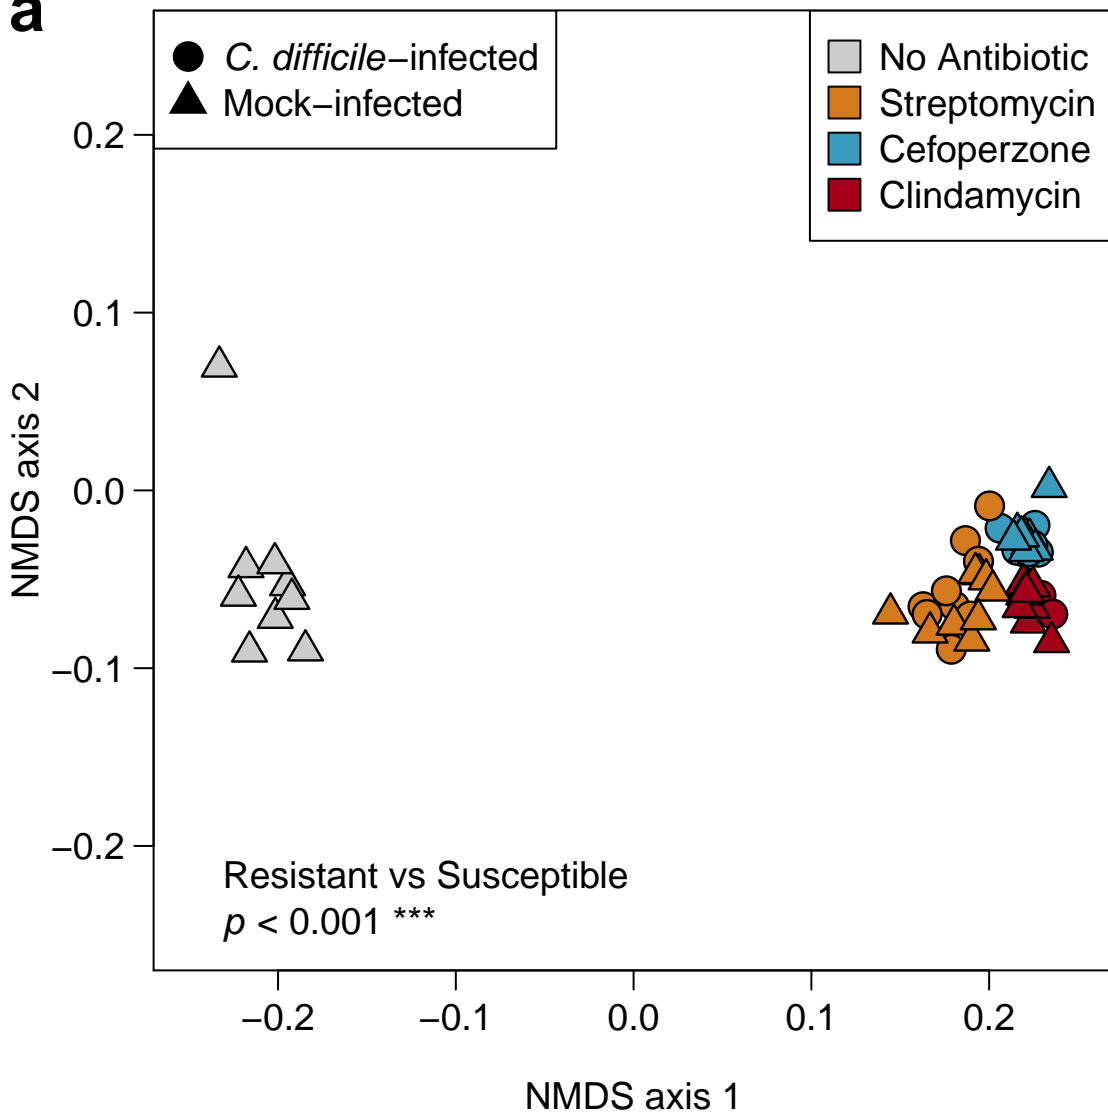 a
C. difficile−infected
Mock−infected
No Antibiotic
Streptomycin
Cefoperzone
Clindamycin
0.2
0.1
0.0
−0.1
−0.2
NMDS axis 2
Resistant vs Susceptible
p < 0.001 ***
−0.2 −0.1 0.0 0.1 0.2
NMDS axis 1